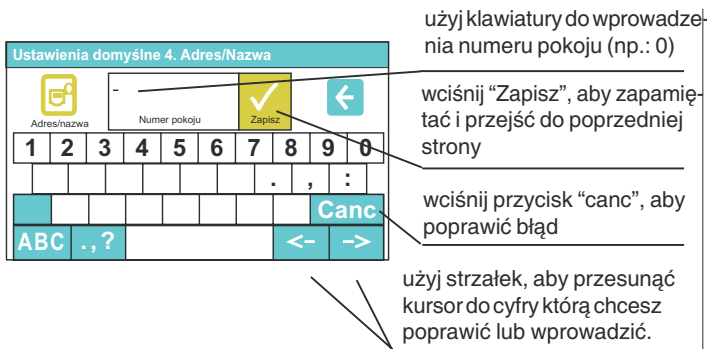 użyj klawiatury do wprowadze-
nia numeru pokoju (np.: 0)
Ustawienia domyślne 4. Adres/Nazwa
-
Adres/nazwa
Numer pokoju
Zapisz
wciśnij “Zapisz”, aby zapamię-
tać i przejść do poprzedniej
strony
1 2 3 4 5 6 7 8 9 0
. , :
Canc
wciśnij przycisk “canc”, aby
poprawić błąd
ABC .,? <- ->
użyj strzałek, aby przesunąć
kursor do cyfry którą chcesz
poprawić lub wprowadzić.